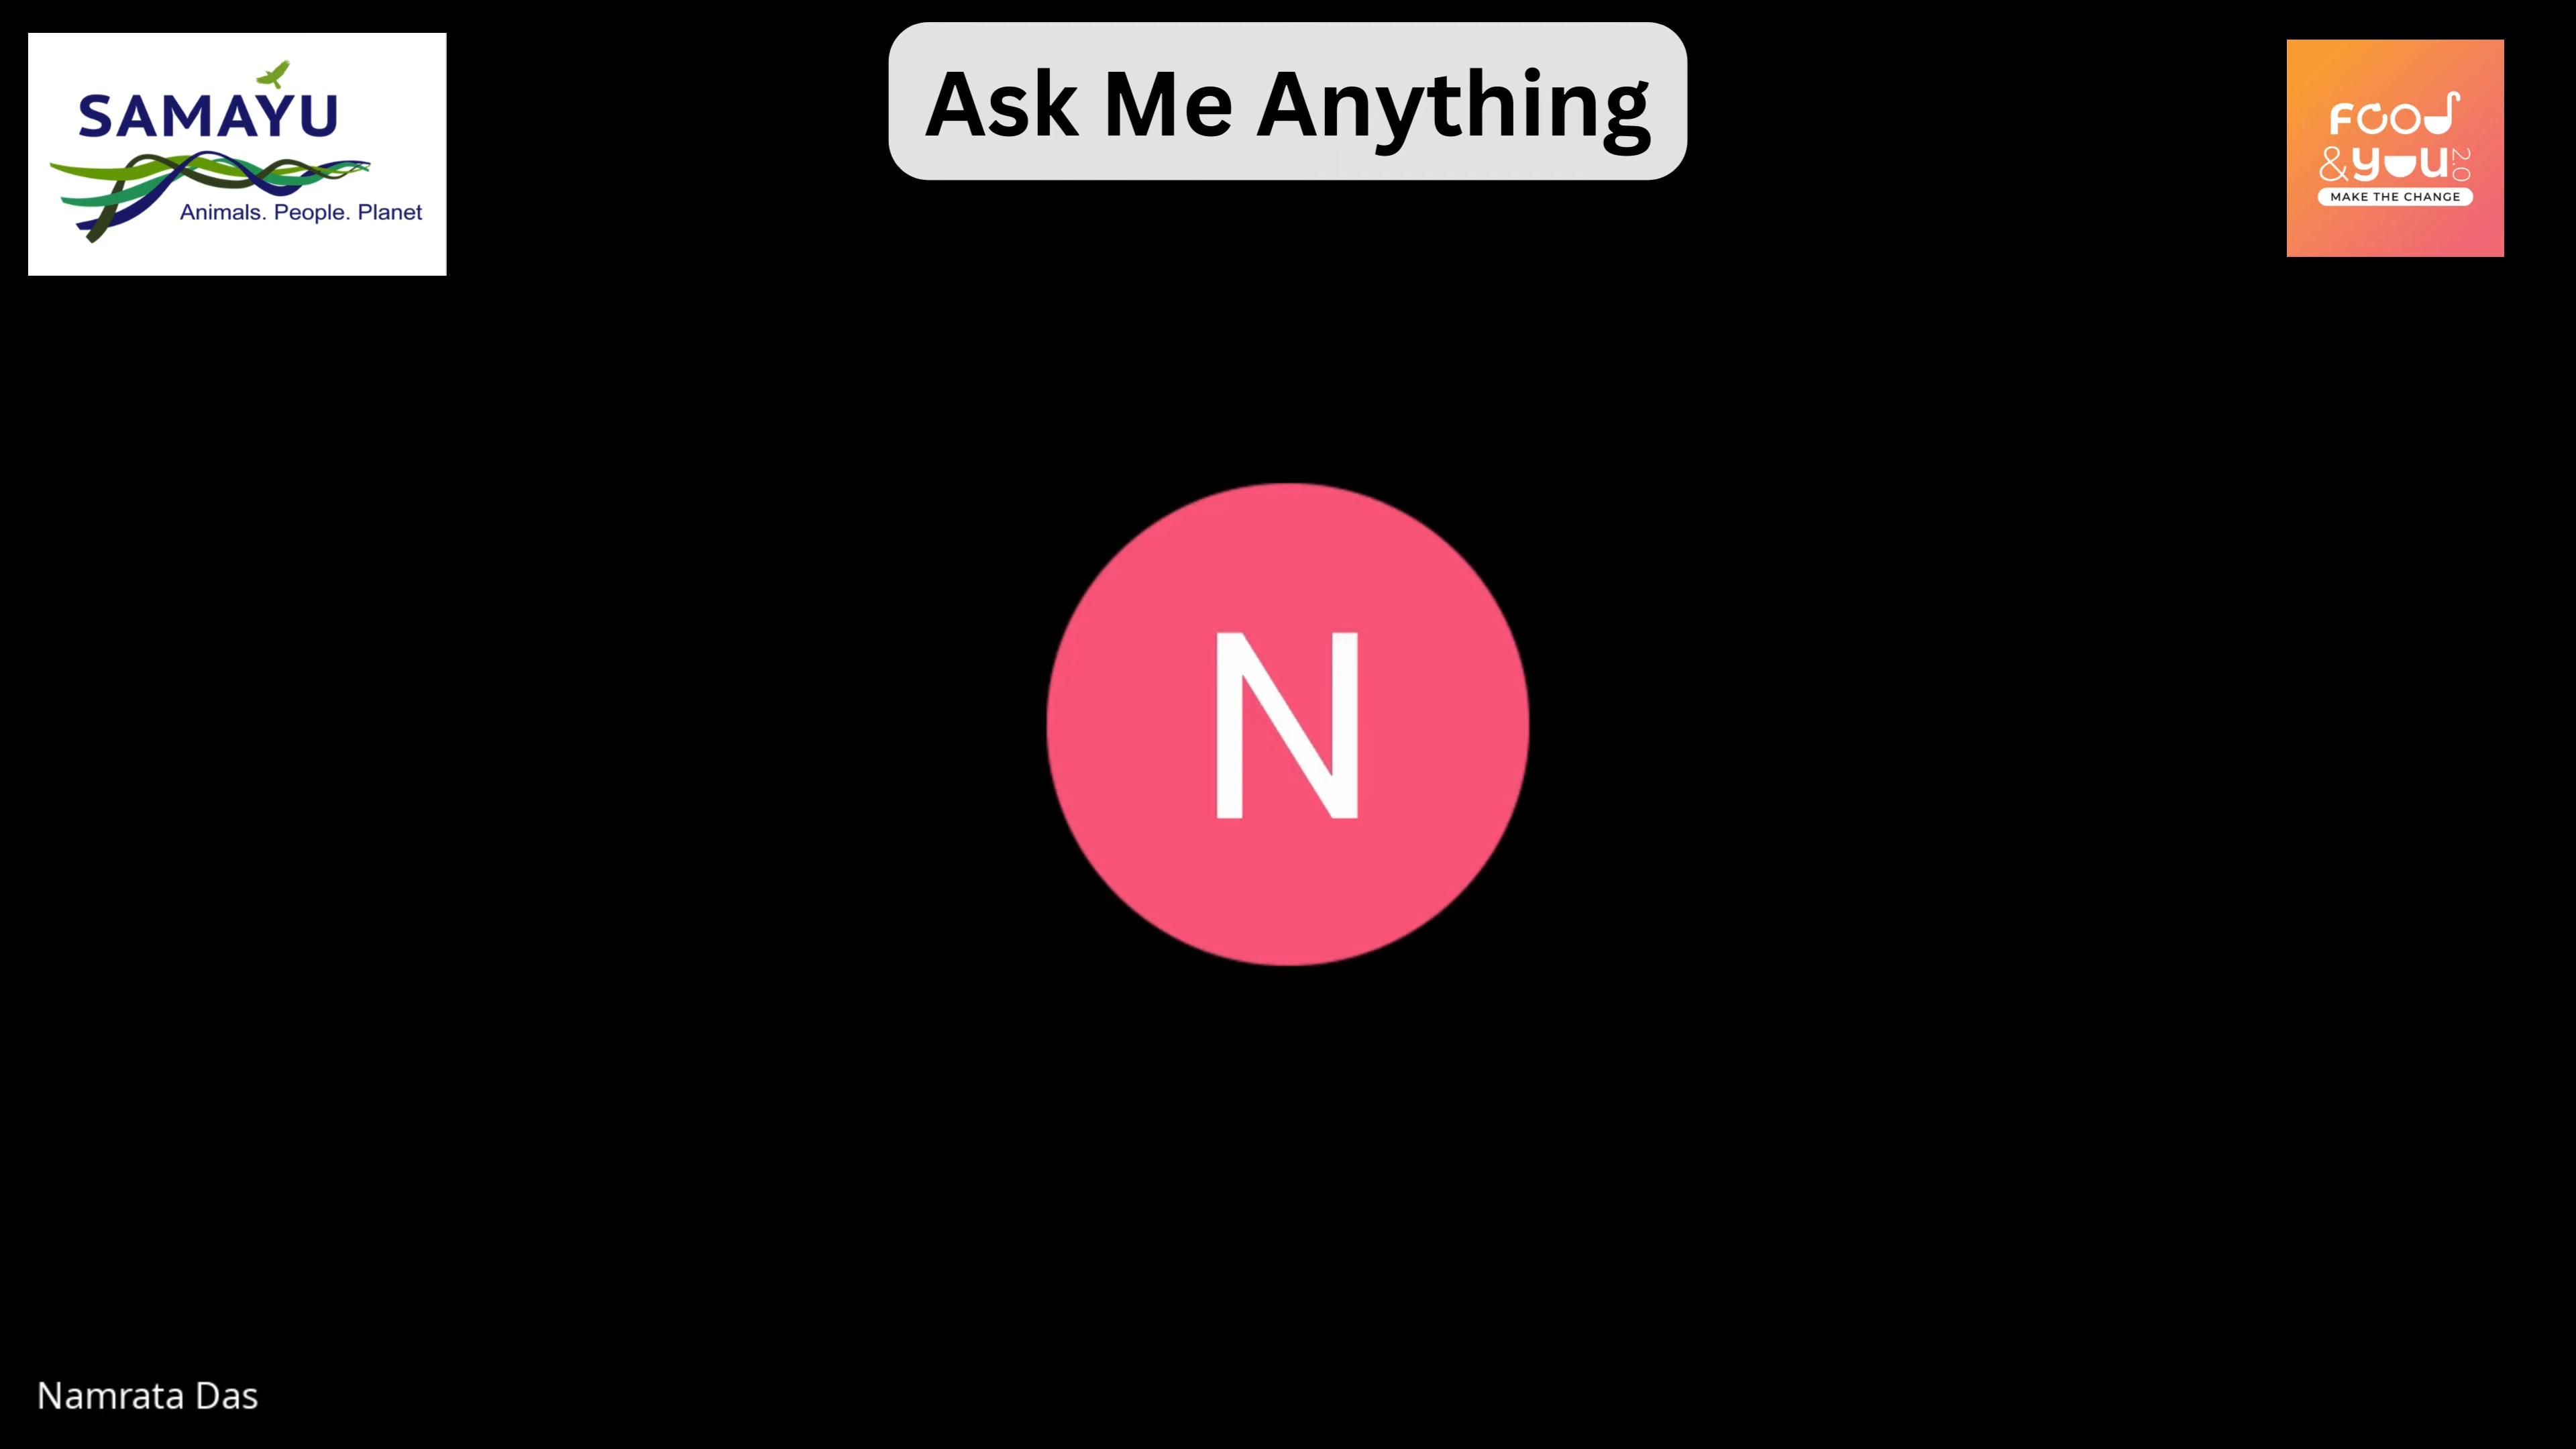 SAMAYU
Animals. People. Planet
Ask Me Anything
FOOD
&you 2.0
MAKE THE CHANGE
N
Namrata Das